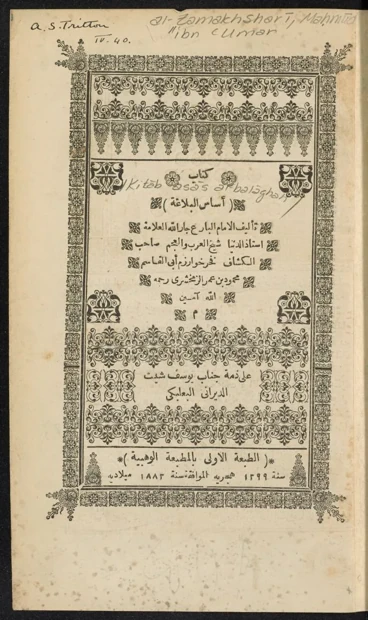 A. S. Tritton
IV. 40.
al-Zamakhsharī, Maḥmūd
ibn ʿUmar
كتاب
Kitāb asās al-balāghah
(أساس البلاغة)
تأليف الامام البارع جار الله العلامة
استاذ الدنيا شيخ العرب والعجم صاحب
الكشاف فخر خوارزم أبي القاسم
محمود بن عمر الزمخشري رحمه
الله آمين
م
على ذمة جناب يوسف شيت
الديراني البعلبكي
(الطبعة الاولى بالمطبعة الوهبية)
سنة ١٢٩٩ هجريه الموافقة سنة ١٨٨٢ ميلاديه